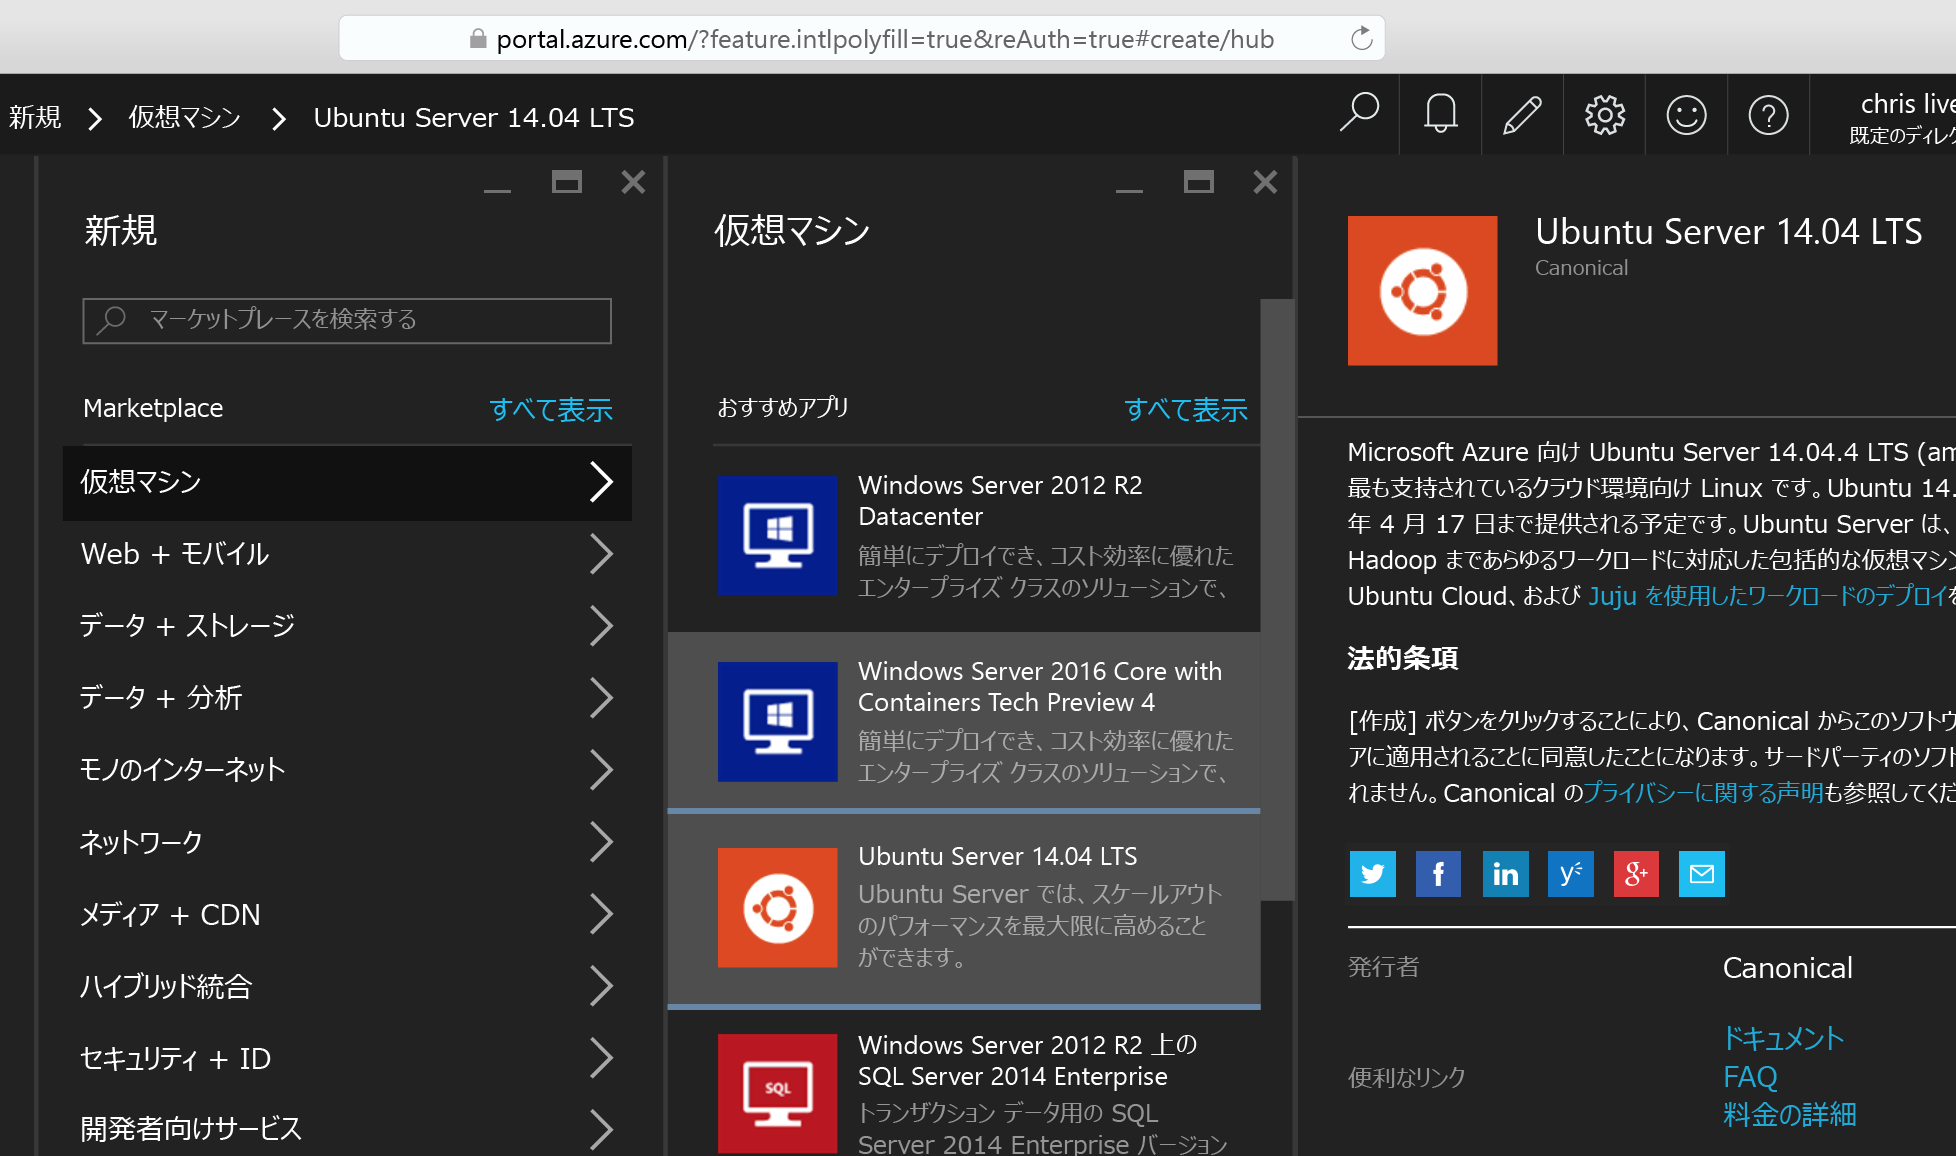 portal.azure.com/?feature.intlpolyfill=true&reAuth=true#create/hub
新規 仮想マシン Ubuntu Server 14.04 LTS
chris live
既定のディレク
新規
マーケットプレースを検索する
Marketplace すべて表示
仮想マシン
Web + モバイル
データ + ストレージ
データ + 分析
モノのインターネット
ネットワーク
メディア + CDN
ハイブリッド統合
セキュリティ + ID
開発者向けサービス
仮想マシン
おすすめアプリ すべて表示
Windows Server 2012 R2
Datacenter
簡単にデプロイでき、コスト効率に優れた
エンタープライズ クラスのソリューションで、
Windows Server 2016 Core with
Containers Tech Preview 4
簡単にデプロイでき、コスト効率に優れた
エンタープライズ クラスのソリューションで、
Ubuntu Server 14.04 LTS
Ubuntu Server では、スケールアウト
のパフォーマンスを最大限に高めること
ができます。
SQL
Windows Server 2012 R2 上の
SQL Server 2014 Enterprise
トランザクション データ用の SQL
Server 2014 Enterprise バージョン
Ubuntu Server 14.04 LTS
Canonical
Microsoft Azure 向け Ubuntu Server 14.04.4 LTS (am
最も支持されているクラウド環境向け Linux です。Ubuntu 14.
年 4 月 17 日まで提供される予定です。Ubuntu Server は、
Hadoop まであらゆるワークロードに対応した包括的な仮想マシン
Ubuntu Cloud、および Juju を使用したワークロードのデプロイを
法的条項
[作成] ボタンをクリックすることにより、Canonical からこのソフトウ
アに適用されることに同意したことになります。サードパーティのソフト
れません。Canonical のプライバシーに関する声明も参照してくだ
f in y g+
発行者 Canonical
便利なリンク
ドキュメント
FAQ
料金の詳細